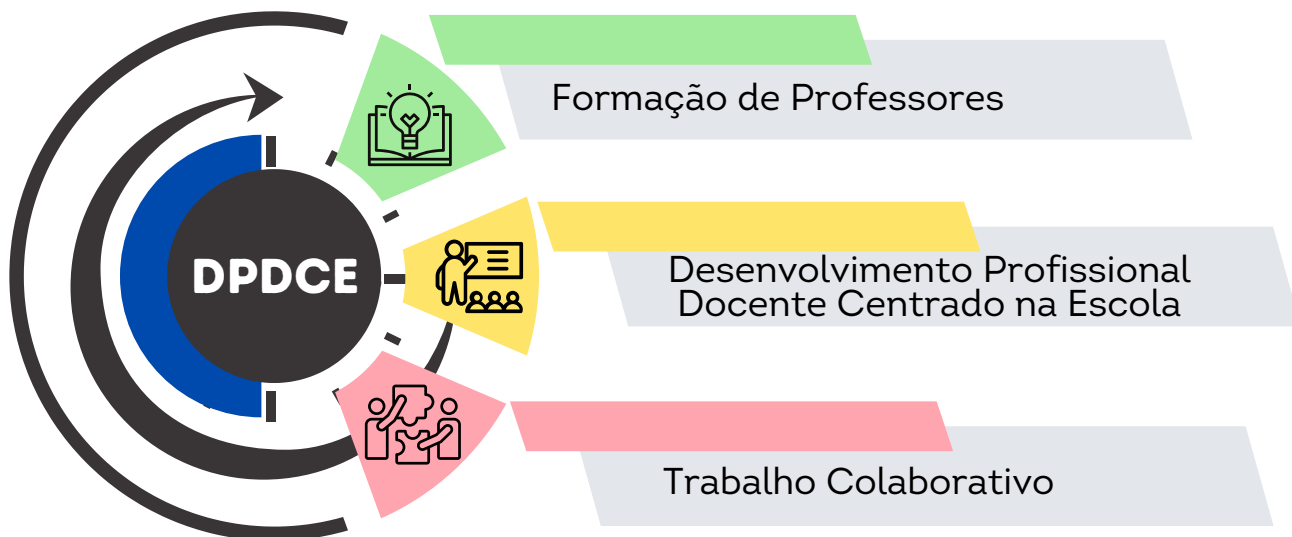 DPDCE
Formação de Professores
Desenvolvimento Profissional
Docente Centrado na Escola
Trabalho Colaborativo